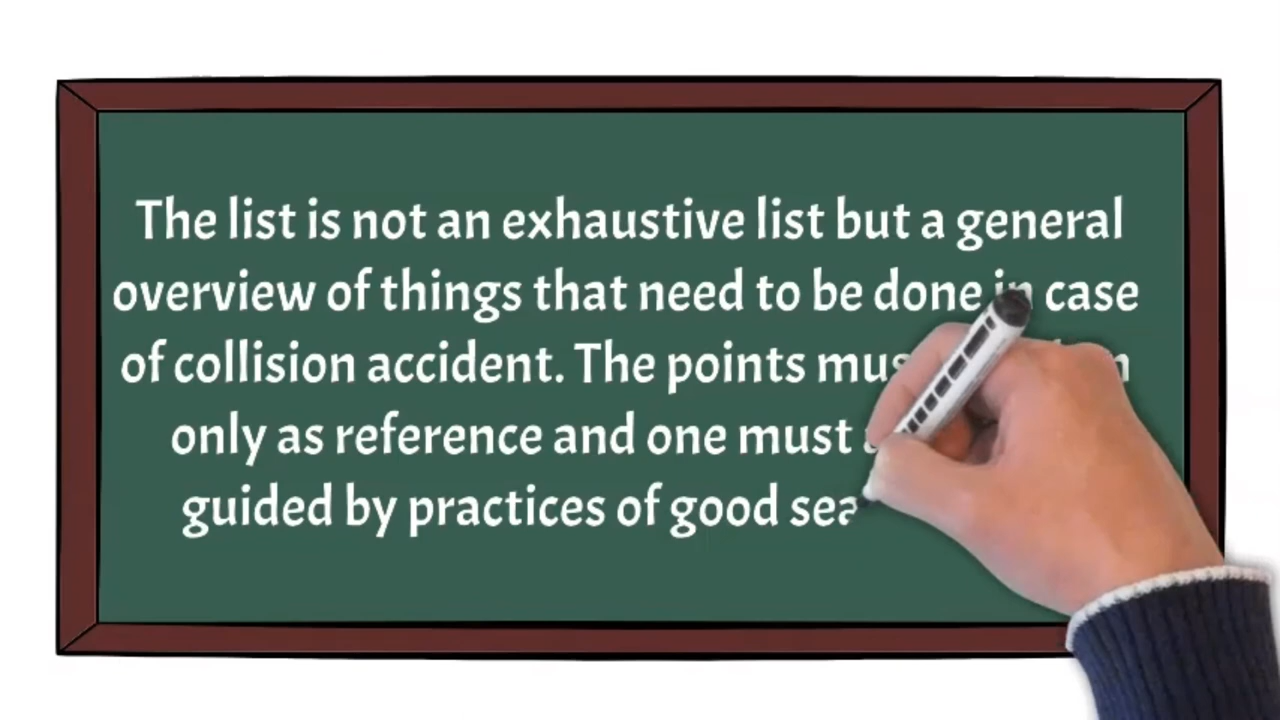 The list is not an exhaustive list but a general
overview of things that need to be done in case
of collision accident. The points
only as reference and one must
guided by practices of good